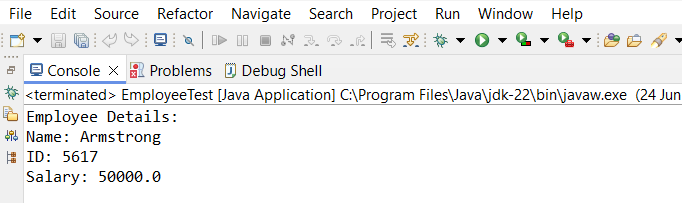 File Edit Source Refactor Navigate Search Project Run Window Help
Console Problems Debug Shell
<terminated> EmployeeTest [Java Application] C:\Program Files\Java\jdk-22\bin\javaw.exe (24 Jun
Employee Details:
Name: Armstrong
ID: 5617
Salary: 50000.0